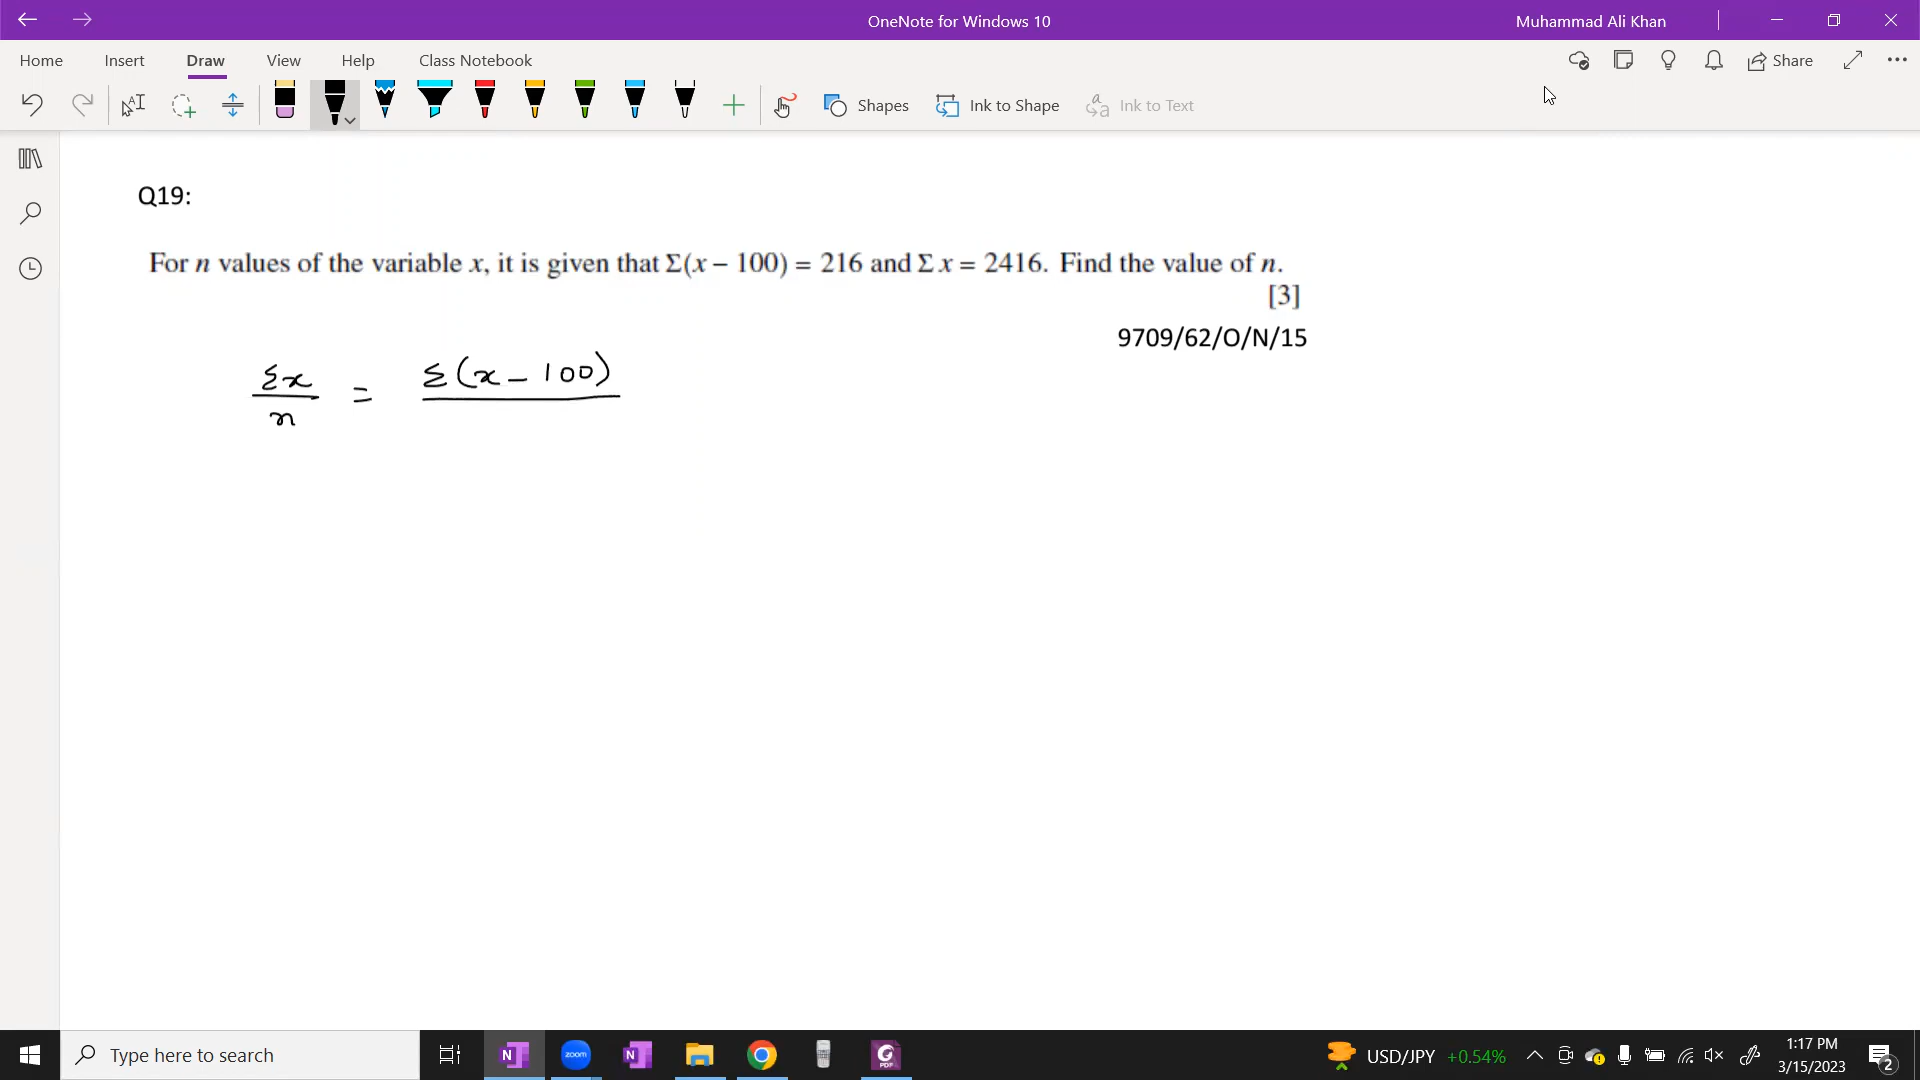 OneNote for Windows 10
Muhammad Ali Khan
Home Insert Draw View Help Class Notebook
Share
Shapes Ink to Shape Ink to Text
Q19:
For n values of the variable x, it is given that Σ(x − 100) = 216 and Σ x = 2416. Find the value of n.
[3]
9709/62/O/N/15
Σx = Σ(x − 100)
n
Type here to search
zoom
USD/JPY +0.54%
1:17 PM
3/15/2023
2